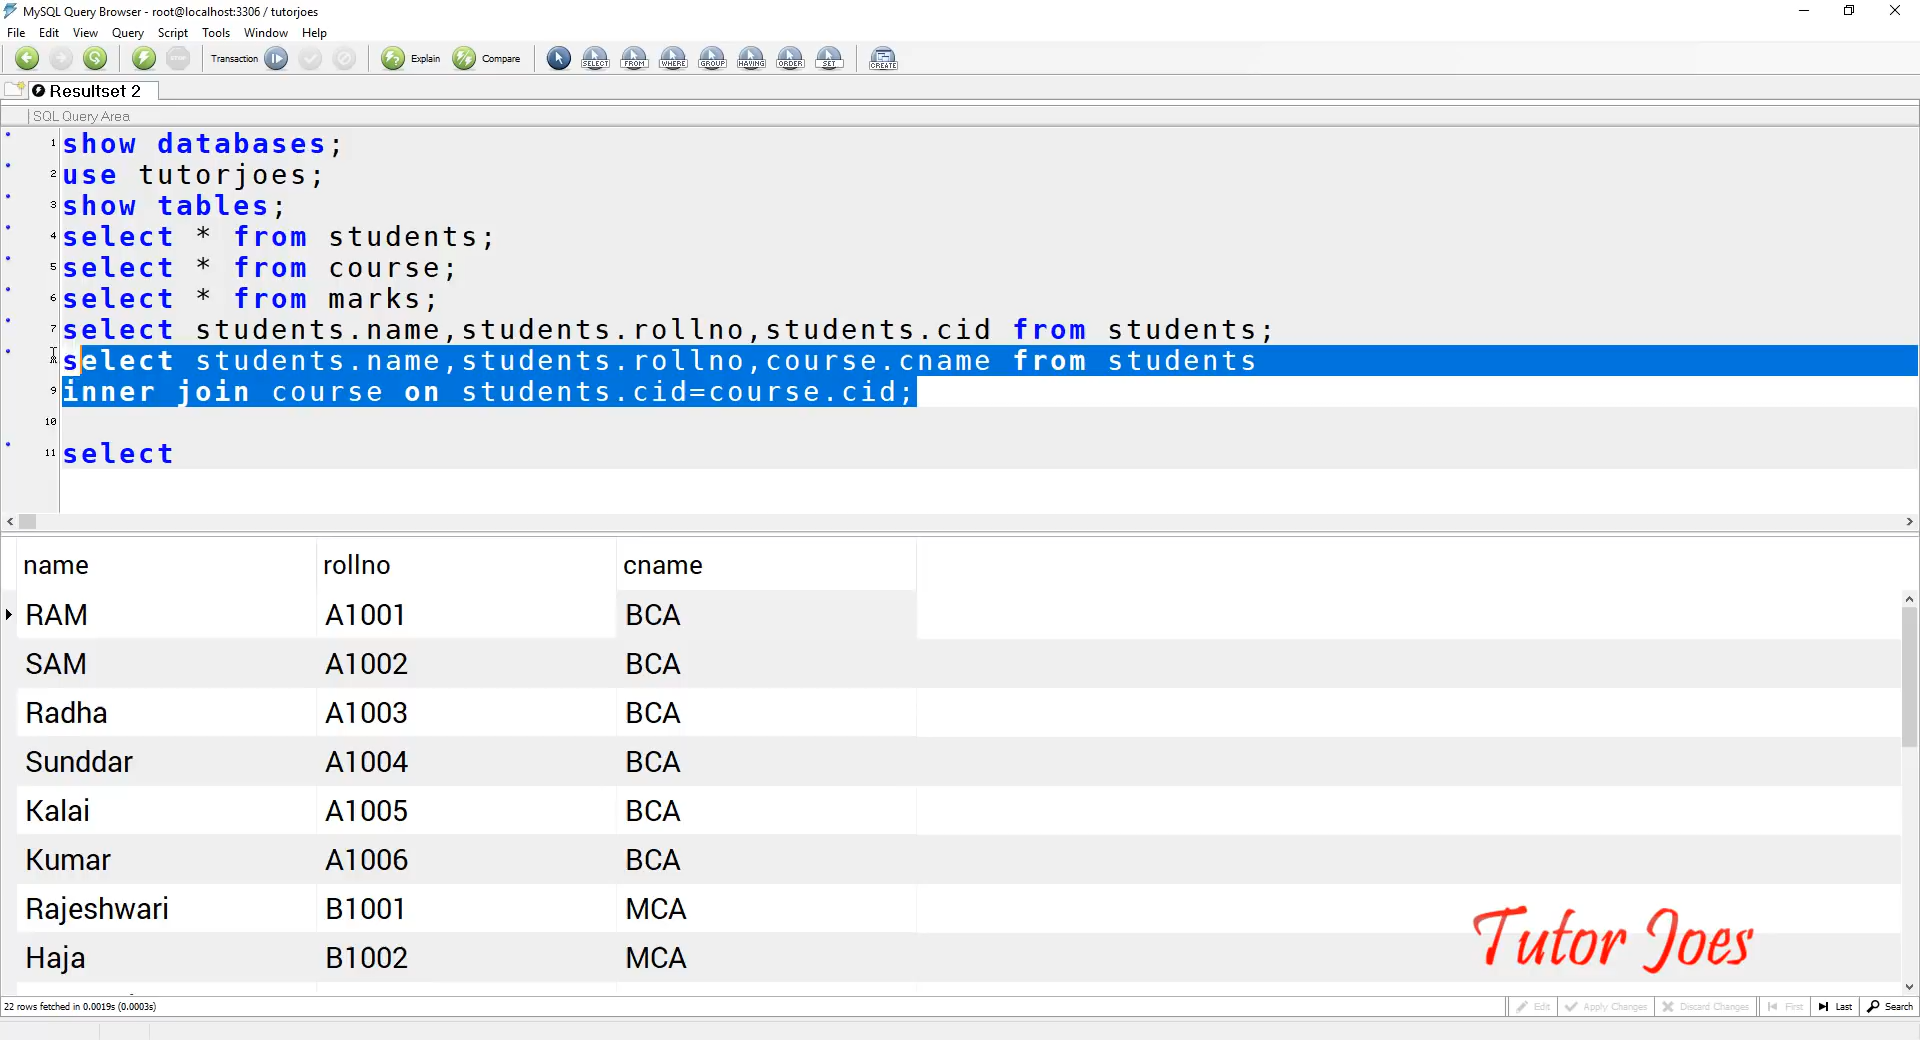 MySQL Query Browser - root@localhost:3306 / tutorjoes
File Edit View Query Script Tools Window Help
STOP Transaction Explain Compare SELECT FROM WHERE GROUP HAVING ORDER SET CREATE
Resultset 2
SQL Query Area
1 show databases;
2 use tutorjoes;
3 show tables;
4 select * from students;
5 select * from course;
6 select * from marks;
7 select students.name,students.rollno,students.cid from students;
select students.name,students.rollno,course.cname from students
9 inner join course on students.cid=course.cid;
10
11 select
name rollno cname
RAM A1001 BCA
SAM A1002 BCA
Radha A1003 BCA
Sunddar A1004 BCA
Kalai A1005 BCA
Kumar A1006 BCA
Rajeshwari B1001 MCA
Haja B1002 MCA
Tutor Joes
22 rows fetched in 0.0019s (0.0003s) Edit Apply Changes Discard Changes First Last Search